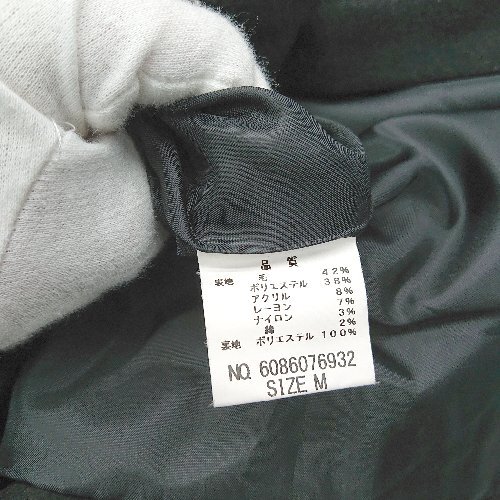 品 質
表地 毛 42%
ポリエステル 38%
アクリル 8%
レーヨン 7%
ナイロン 3%
綿 2%
裏地 ポリエステル 100%
NO. 6086076932
SIZE M